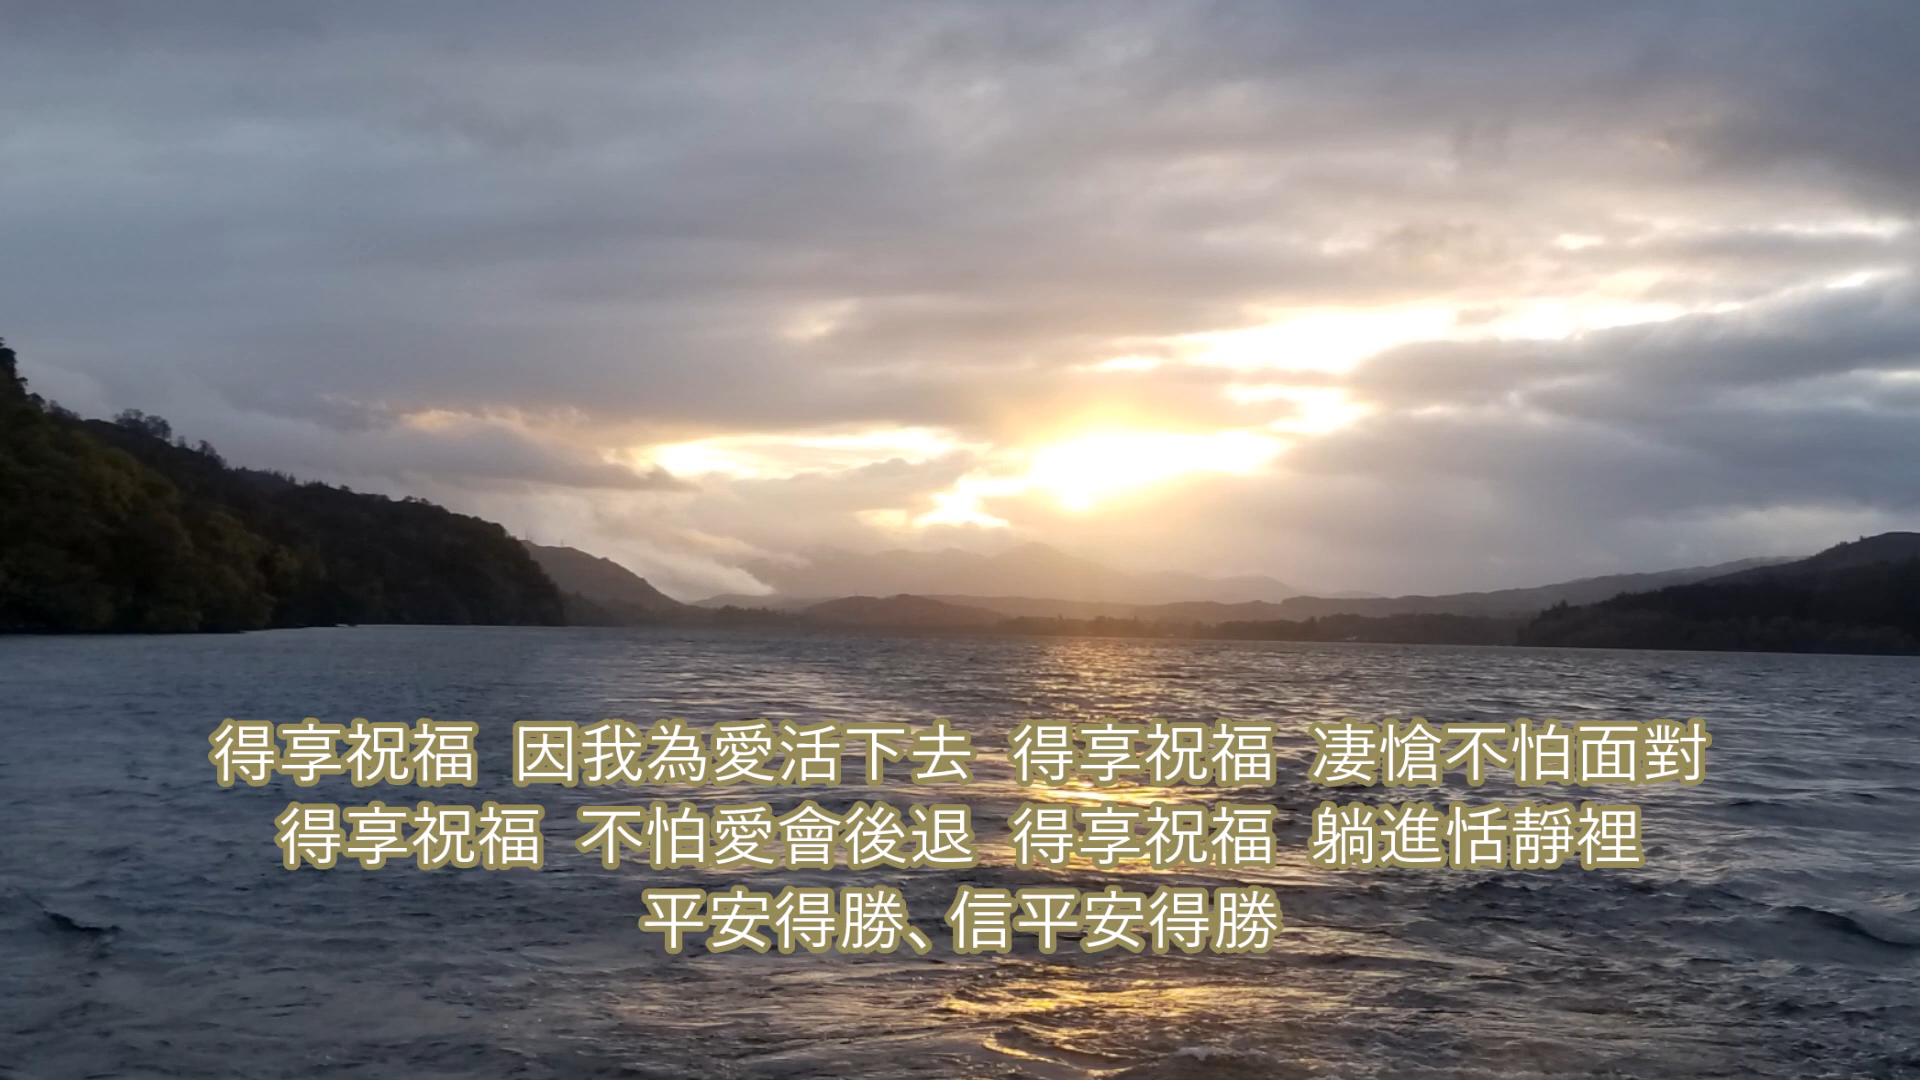 得享祝福 因我為愛活下去 得享祝福 凄愴不怕面對
得享祝福 不怕愛會後退 得享祝福 躺進恬靜裡
平安得勝、信平安得勝